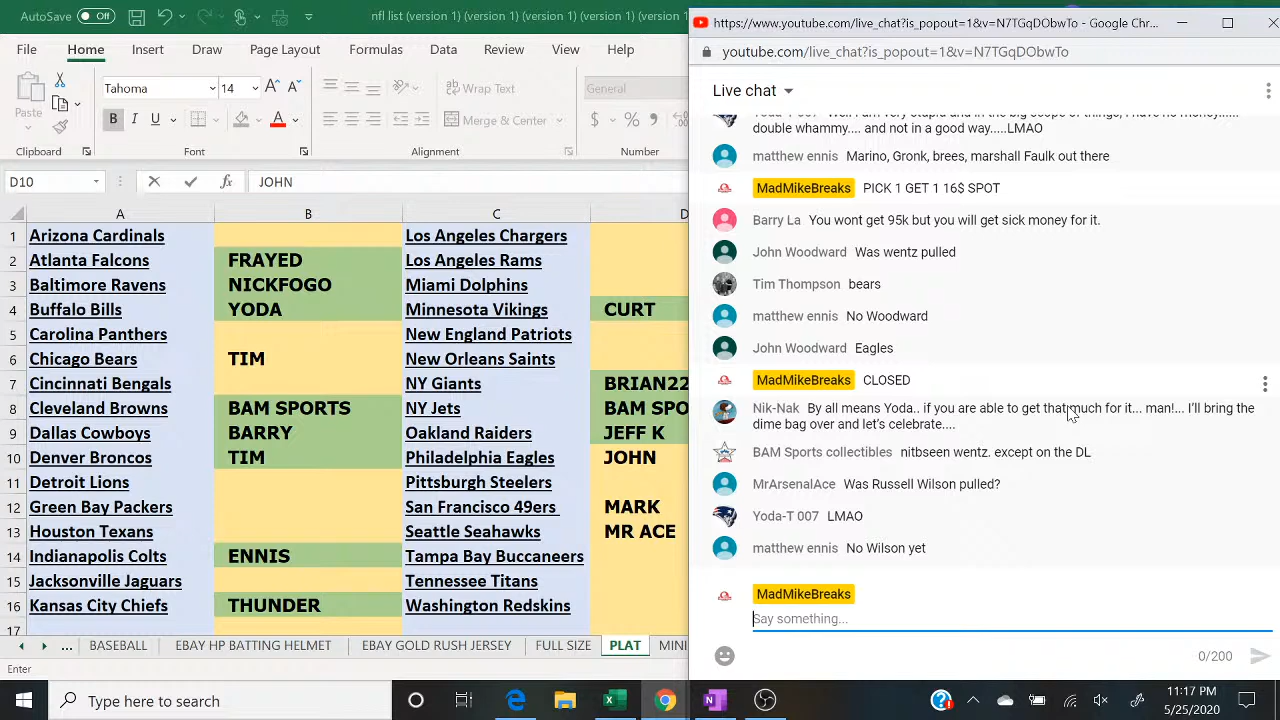 AutoSave Off nfl list (version 1) (version 1) (version 1) (version 1)
File Home Insert Draw Page Layout Formulas Data Review View Help
Paste Tahoma 14 Wrap Text General
B I U A Merge & Center $ %
Clipboard Font Alignment Number
D10 fx JOHN
A B C D
1 Arizona Cardinals Los Angeles Chargers
2 Atlanta Falcons FRAYED Los Angeles Rams
3 Baltimore Ravens NICKFOGO Miami Dolphins
4 Buffalo Bills YODA Minnesota Vikings CURT
5 Carolina Panthers New England Patriots
6 Chicago Bears TIM New Orleans Saints
7 Cincinnati Bengals NY Giants BRIAN22
8 Cleveland Browns BAM SPORTS NY Jets BAM SPO
9 Dallas Cowboys BARRY Oakland Raiders JEFF K
10 Denver Broncos TIM Philadelphia Eagles JOHN
11 Detroit Lions Pittsburgh Steelers
12 Green Bay Packers San Francisco 49ers MARK
13 Houston Texans Seattle Seahawks MR ACE
14 Indianapolis Colts ENNIS Tampa Bay Buccaneers
15 Jacksonville Jaguars Tennessee Titans
16 Kansas City Chiefs THUNDER Washington Redskins
17
... BASEBALL EBAY HP BATTING HELMET EBAY GOLD RUSH JERSEY FULL SIZE PLAT MINI
Enter
https://www.youtube.com/live_chat?is_popout=1&v=N7TGqDObwTo - Google Chr...
youtube.com/live_chat?is_popout=1&v=N7TGqDObwTo
Live chat
double whammy.... and not in a good way.....LMAO
matthew ennis Marino, Gronk, brees, marshall Faulk out there
MadMikeBreaks PICK 1 GET 1 16$ SPOT
Barry La You wont get 95k but you will get sick money for it.
John Woodward Was wentz pulled
Tim Thompson bears
matthew ennis No Woodward
John Woodward Eagles
MadMikeBreaks CLOSED
Nik-Nak By all means Yoda.. if you are able to get that much for it... man!... I'll bring the
dime bag over and let's celebrate....
BAM Sports collectibles nitbseen wentz. except on the DL
MrArsenalAce Was Russell Wilson pulled?
Yoda-T 007 LMAO
matthew ennis No Wilson yet
MadMikeBreaks
Say something...
0/200
Type here to search
11:17 PM
5/25/2020